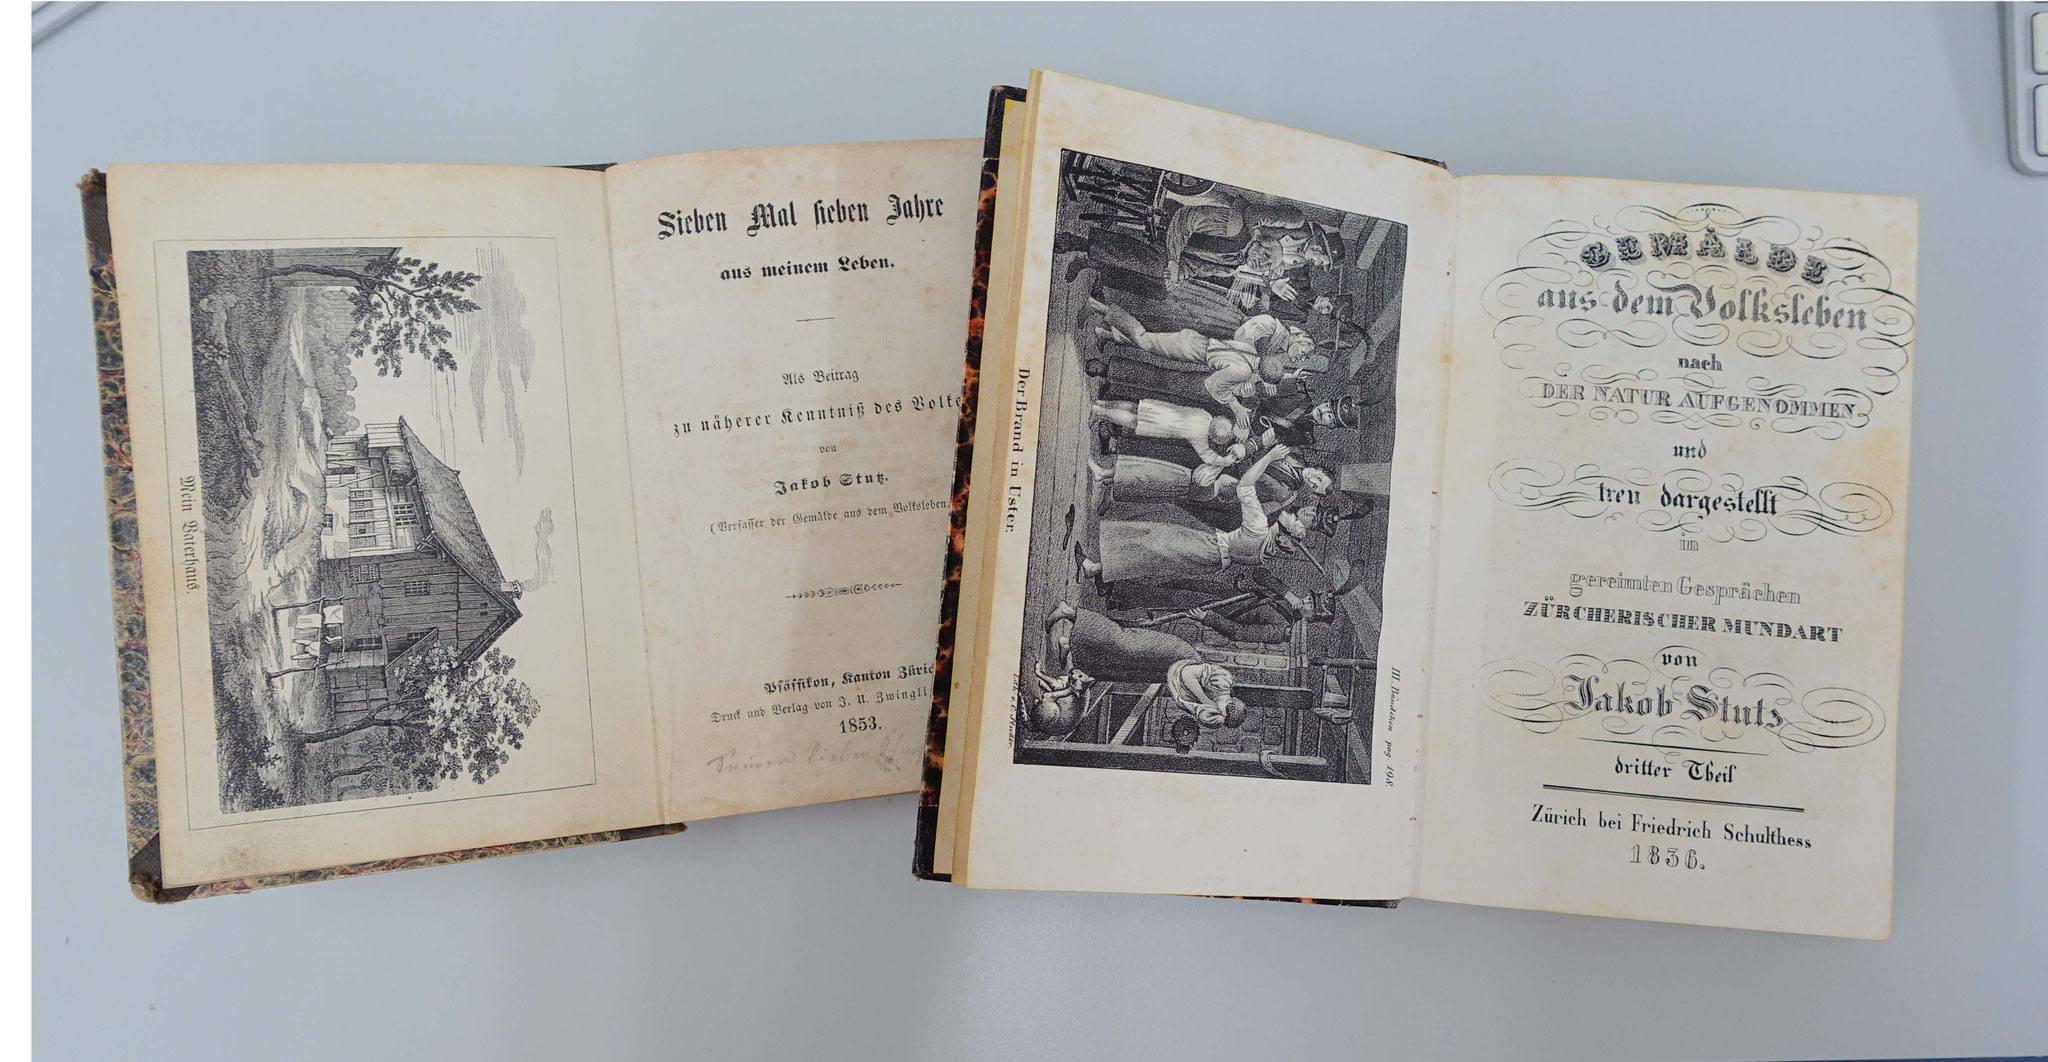 Mein Vaterhaus.
Sieben Mal sieben Jahre
aus meinem Leben.
Als Beitrag
zu näherer Kenntniß des Volke
von
Jakob Stutz.
(Verfasser der Gemälde aus dem Volksleben.
Pfäffikon, Kanton Züric
Druck und Verlag von J. U. Zwingli
1853.
Der Brand in Uster.
III. Bändchen pag. 198.
GEMÄLDE
aus dem Volksleben
nach
DER NATUR AUFGENOMMEN
und
treu dargestellt
in
gereimten Gesprächen
ZÜRCHERISCHER MUNDART
von
Jakob Stutz
dritter Theil
Zürich bei Friedrich Schulthess
1836.